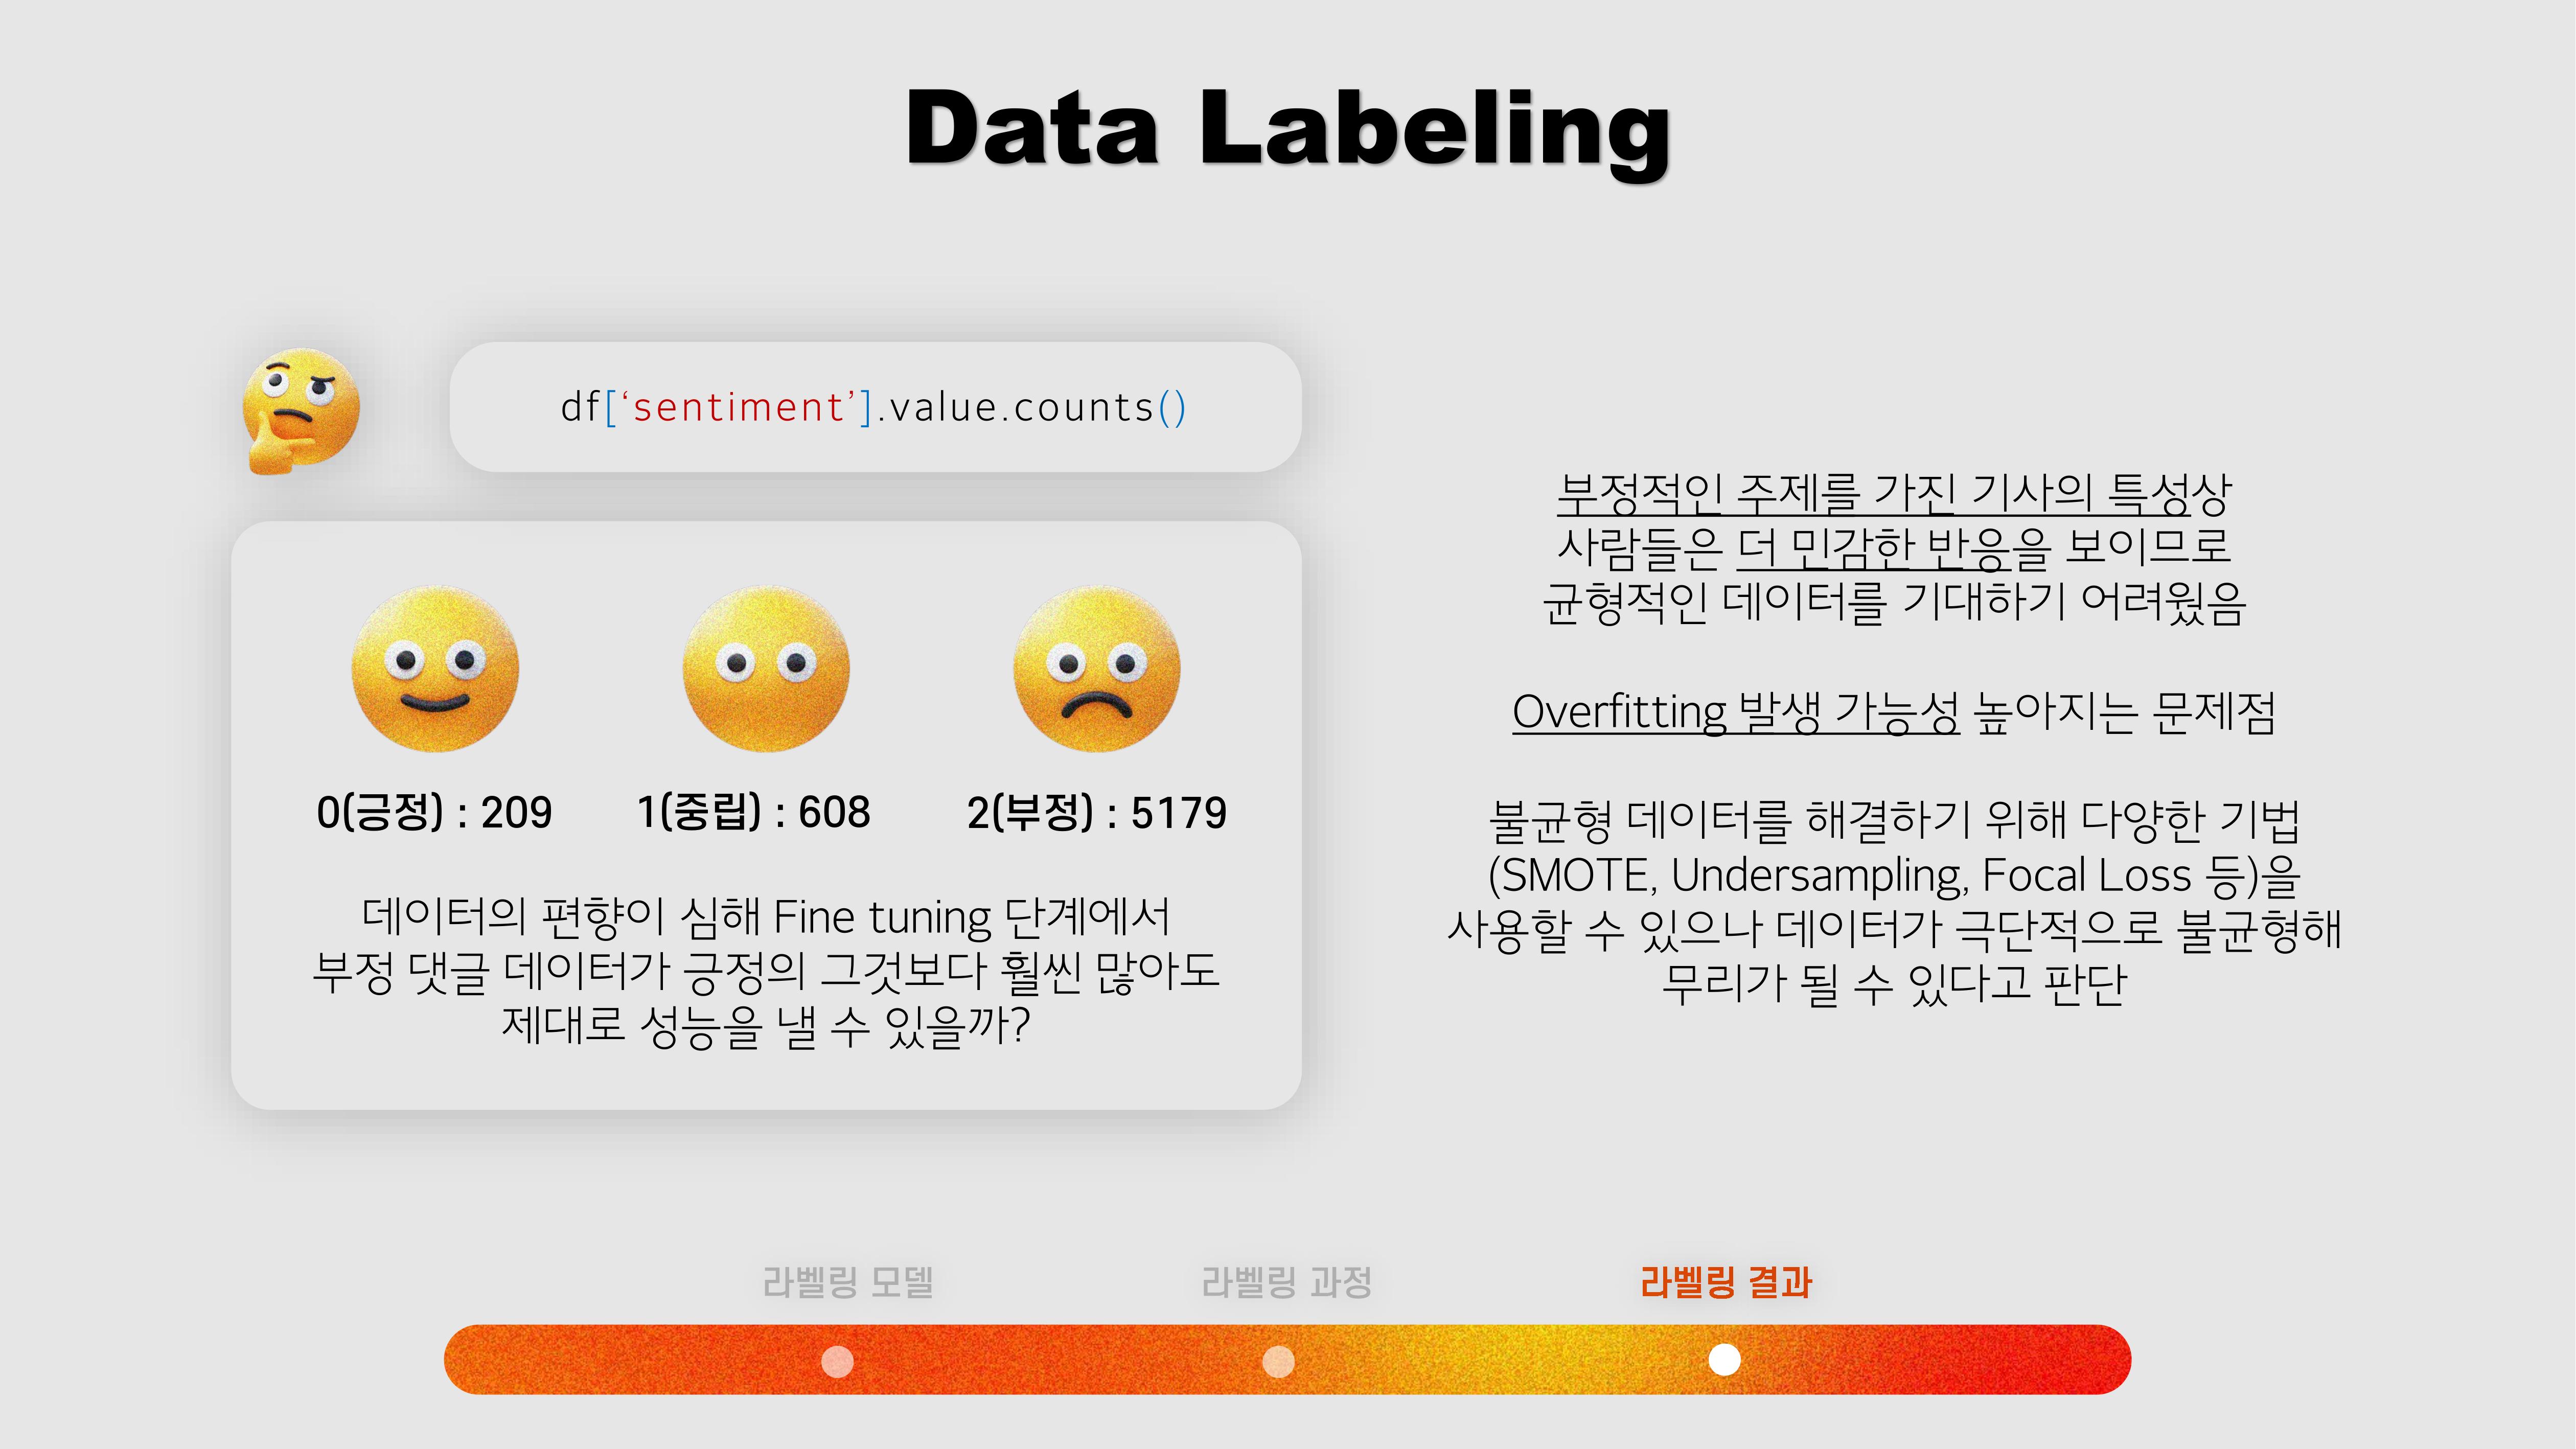 Data Labeling
df[‘sentiment’].value.counts()
0(긍정) : 209
1(중립) : 608
2(부정) : 5179
데이터의 편향이 심해 Fine tuning 단계에서
부정 댓글 데이터가 긍정의 그것보다 훨씬 많아도
제대로 성능을 낼 수 있을까?
부정적인 주제를 가진 기사의 특성상
사람들은 더 민감한 반응을 보이므로
균형적인 데이터를 기대하기 어려웠음
Overfitting 발생 가능성 높아지는 문제점
불균형 데이터를 해결하기 위해 다양한 기법
(SMOTE, Undersampling, Focal Loss 등)을
사용할 수 있으나 데이터가 극단적으로 불균형해
무리가 될 수 있다고 판단
라벨링 모델
라벨링 과정
라벨링 결과